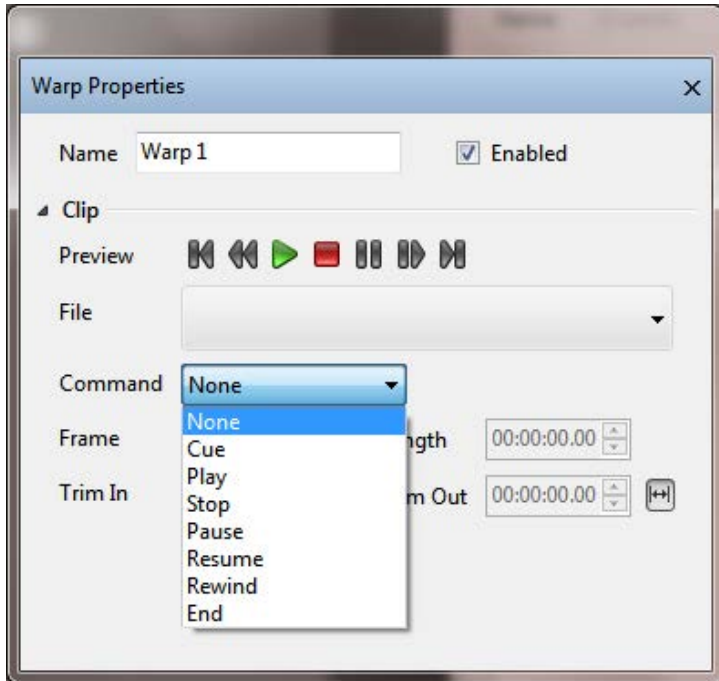 Warp Properties
Name Warp 1 Enabled
Clip
Preview
File
Command None
None
Cue
Play
Stop
Pause
Resume
Rewind
End
Frame 00:00:00.00
Trim In Out 00:00:00.00